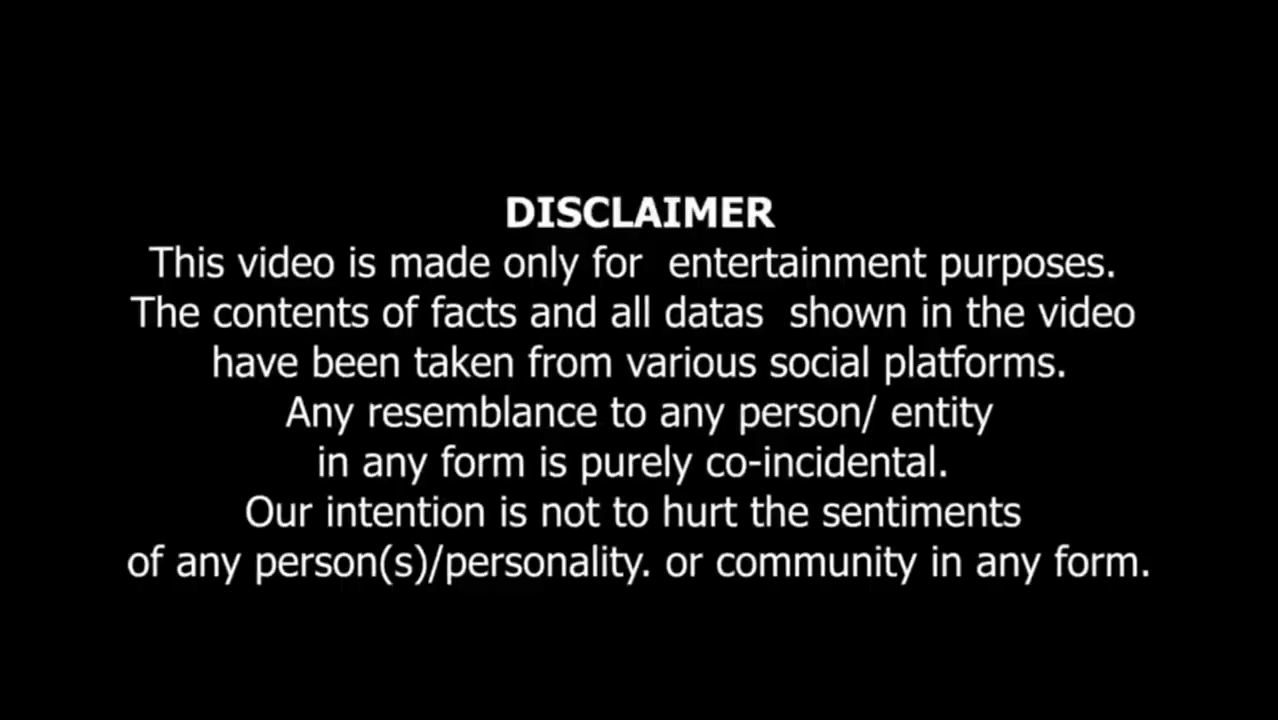 DISCLAIMER
This video is made only for  entertainment purposes.
The contents of facts and all datas  shown in the video
have been taken from various social platforms.
Any resemblance to any person/ entity
in any form is purely co-incidental.
Our intention is not to hurt the sentiments
of any person(s)/personality. or community in any form.